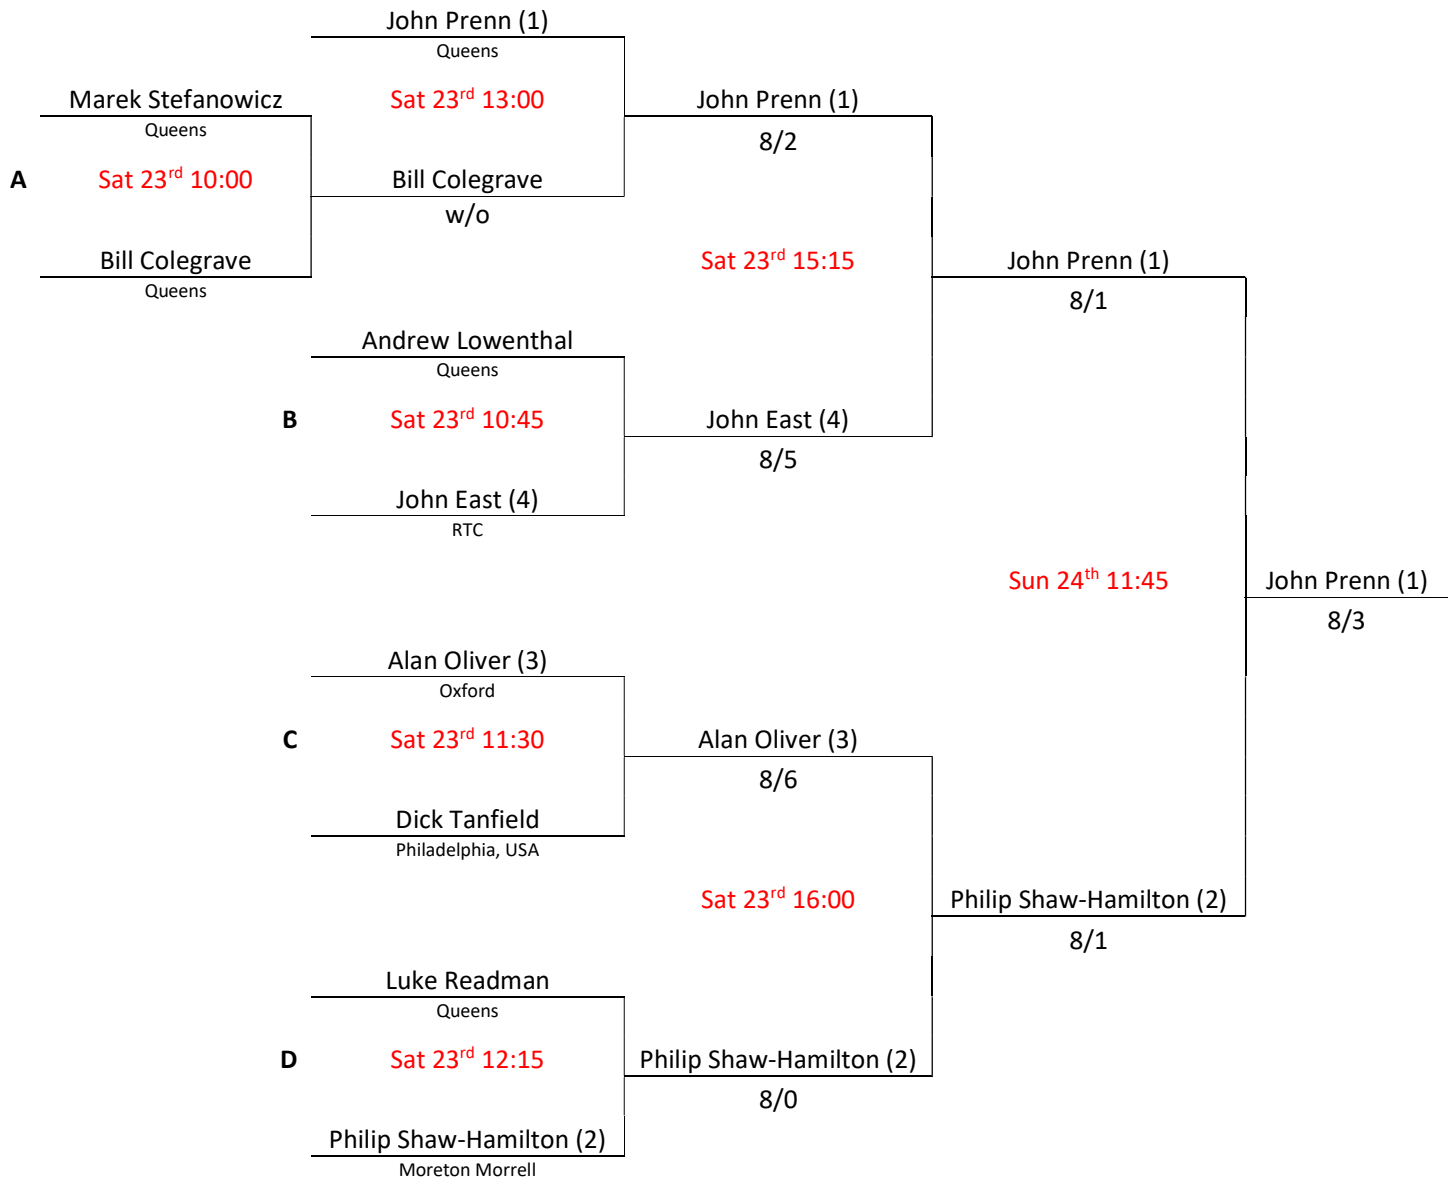 John Prenn (1)
Queens
Marek Stefanowicz
Sat 23rd 13:00
John Prenn (1)
Queens
8/2
A
Sat 23rd 10:00
Bill Colegrave
w/o
Bill Colegrave
Sat 23rd 15:15
John Prenn (1)
Queens
8/1
Andrew Lowenthal
Queens
B
Sat 23rd 10:45
John East (4)
8/5
John East (4)
RTC
Sun 24th 11:45
John Prenn (1)
8/3
Alan Oliver (3)
Oxford
C
Sat 23rd 11:30
Alan Oliver (3)
8/6
Dick Tanfield
Philadelphia, USA
Sat 23rd 16:00
Philip Shaw-Hamilton (2)
8/1
Luke Readman
Queens
D
Sat 23rd 12:15
Philip Shaw-Hamilton (2)
8/0
Philip Shaw-Hamilton (2)
Moreton Morrell